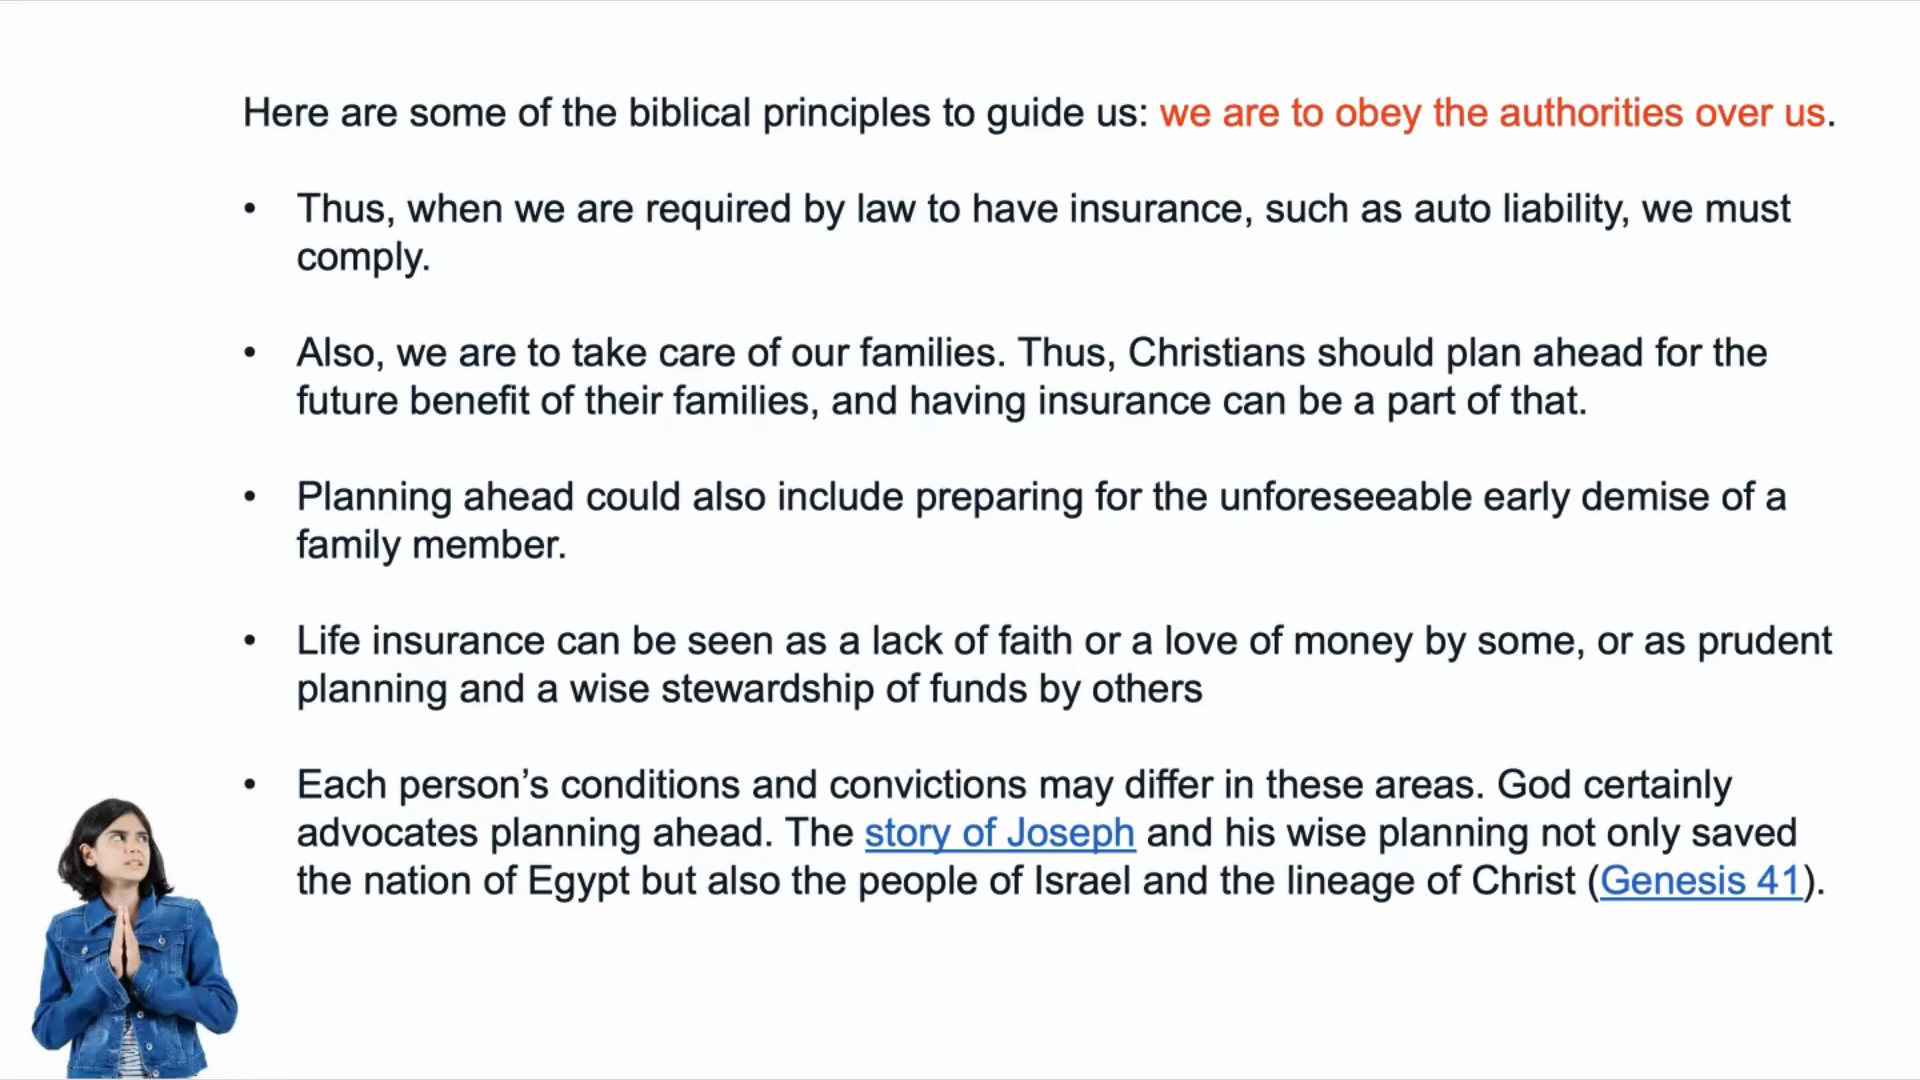 Here are some of the biblical principles to guide us: we are to obey the authorities over us.
• Thus, when we are required by law to have insurance, such as auto liability, we must
comply.
• Also, we are to take care of our families. Thus, Christians should plan ahead for the
future benefit of their families, and having insurance can be a part of that.
• Planning ahead could also include preparing for the unforeseeable early demise of a
family member.
• Life insurance can be seen as a lack of faith or a love of money by some, or as prudent
planning and a wise stewardship of funds by others
• Each person’s conditions and convictions may differ in these areas. God certainly
advocates planning ahead. The story of Joseph and his wise planning not only saved
the nation of Egypt but also the people of Israel and the lineage of Christ (Genesis 41).